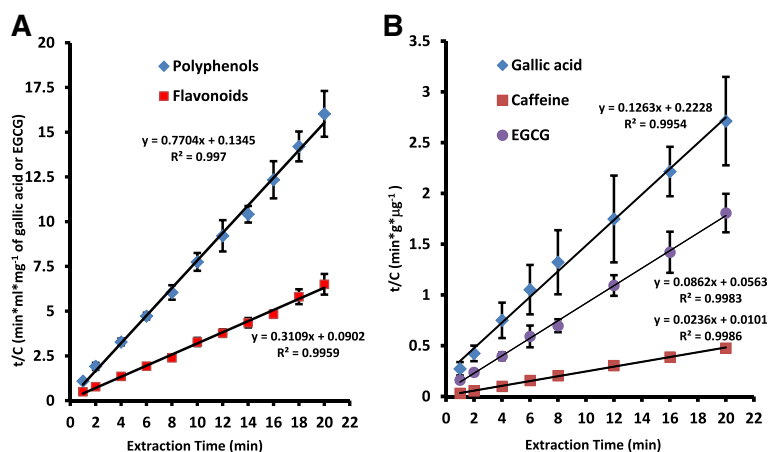 A
t/C (min*ml*mg⁻¹ of gallic acid or EGCG)
20
17.5
15
12.5
10
7.5
5
2.5
0
Polyphenols
Flavonoids
y = 0.7704x + 0.1345
R² = 0.997
y = 0.3109x + 0.0902
R² = 0.9959
0 2 4 6 8 10 12 14 16 18 20 22
Extraction Time (min)
B
t/C (min*g*µg⁻¹)
3.5
3
2.5
2
1.5
1
0.5
0
Gallic acid
Caffeine
EGCG
y = 0.1263x + 0.2228
R² = 0.9954
y = 0.0862x + 0.0563
R² = 0.9983
y = 0.0236x + 0.0101
R² = 0.9986
0 2 4 6 8 10 12 14 16 18 20 22
Extraction Time (min)